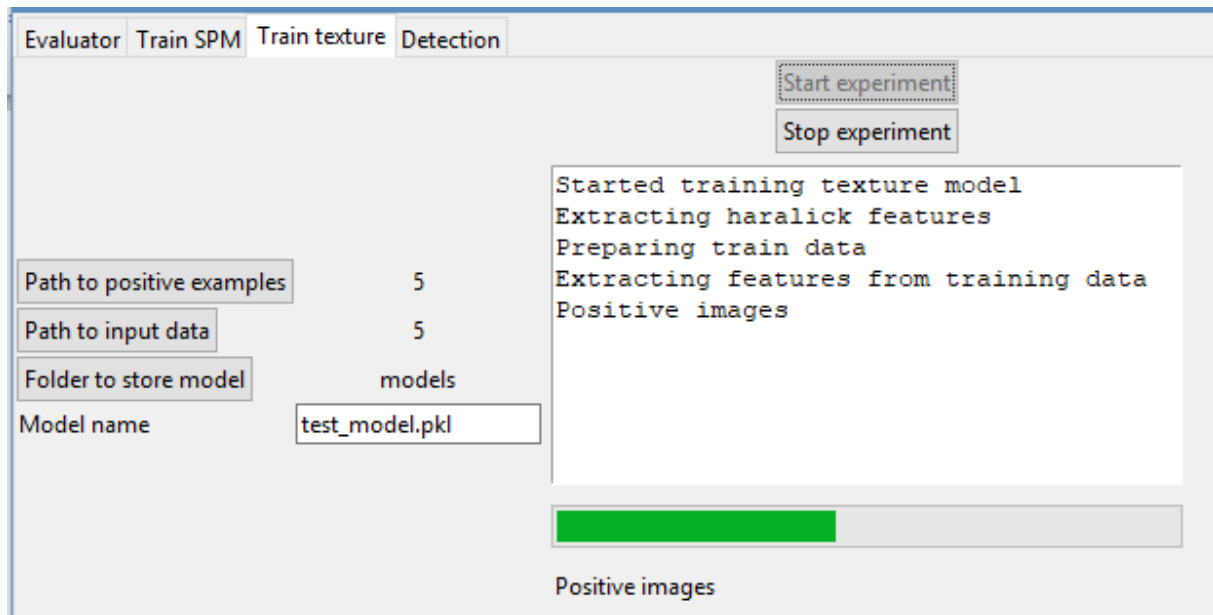 Evaluator Train SPM Train texture Detection
Start experiment
Stop experiment
Started training texture model
Extracting haralick features
Preparing train data
Extracting features from training data
Positive images
Path to positive examples 5
Path to input data 5
Folder to store model models
Model name test_model.pkl
Positive images